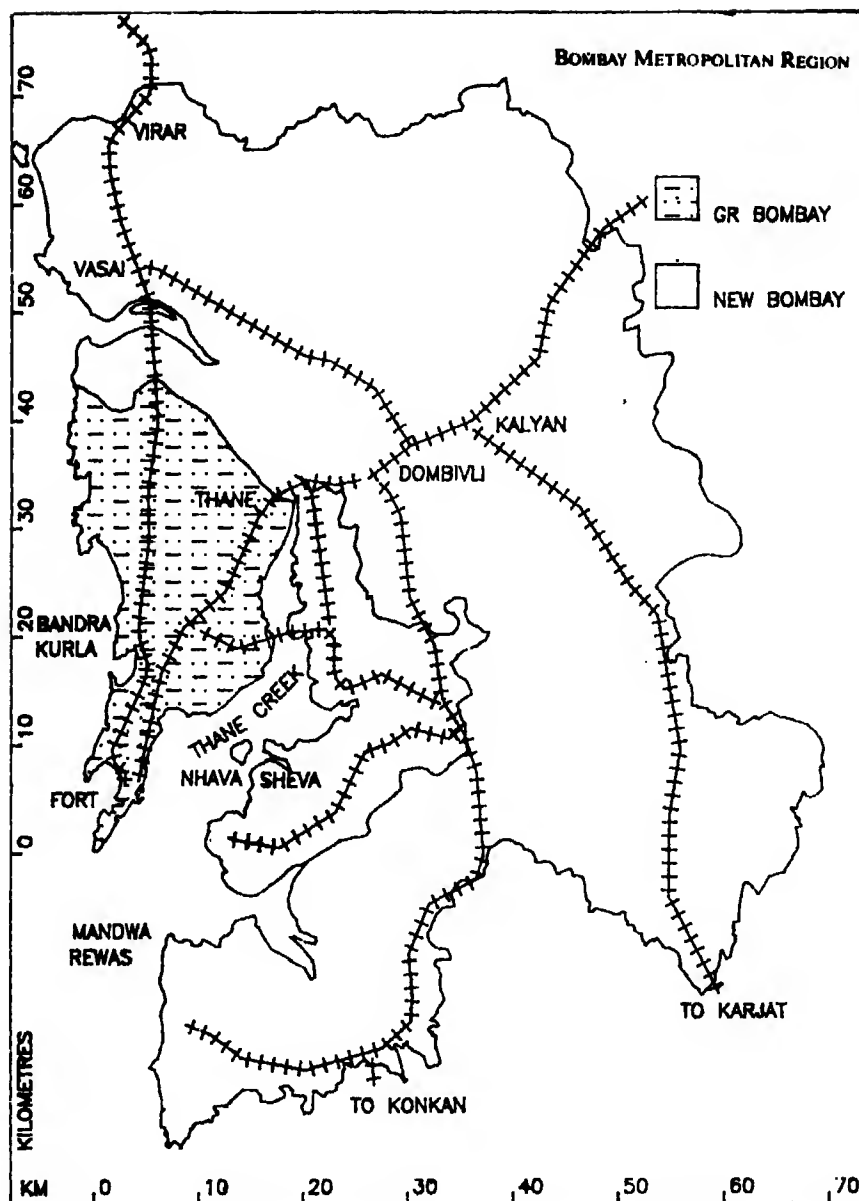 BOMBAY METROPOLITAN REGION
GR BOMBAY
NEW BOMBAY
VIRAR
VASAI
KALYAN
DOMBIVLI
THANE
BANDRA
KURLA
THANE CREEK
NHAVA SHEVA
FORT
MANDWA
REWAS
TO KARJAT
TO KONKAN
70
60
50
40
30
20
10
0
KILOMETRES
KM 0 10 20 30 40 50 60 70